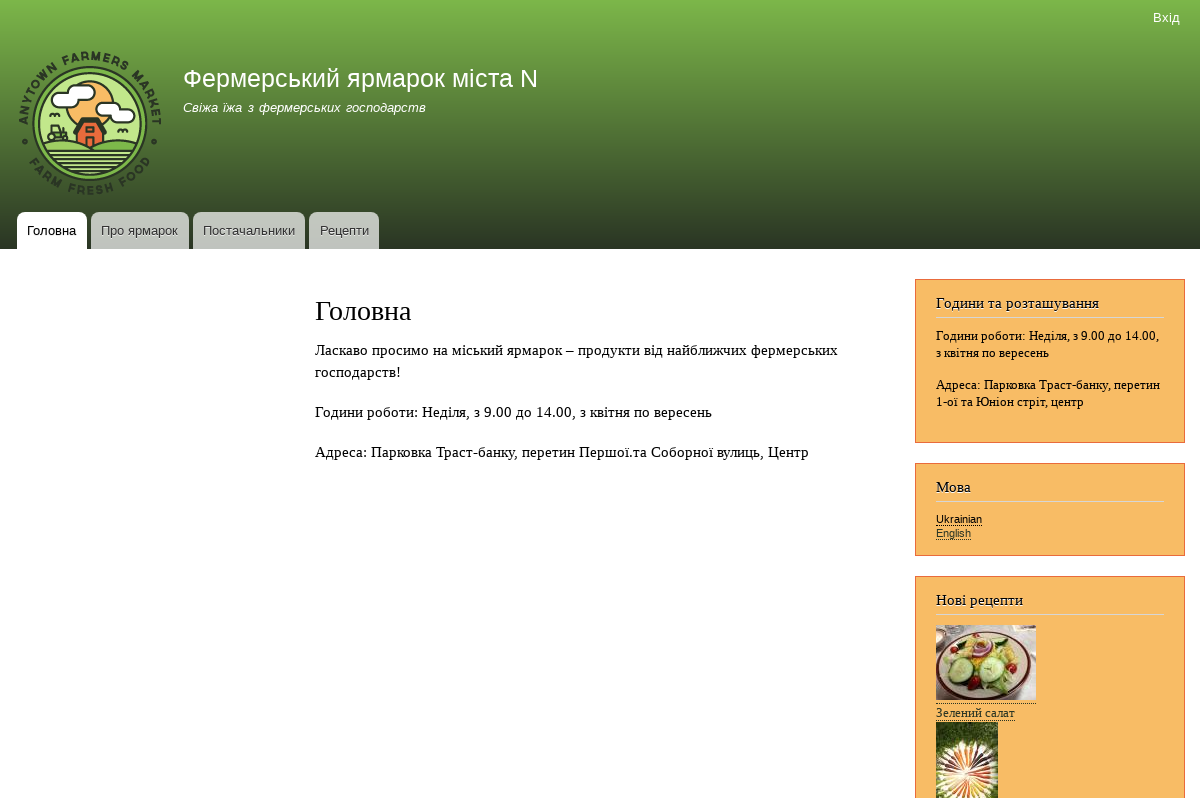 Вхід
ANYTOWN FARMERS MARKET
FARM FRESH FOOD
Фермерський ярмарок міста N
Свіжа їжа з фермерських господарств
Головна
Про ярмарок
Постачальники
Рецепти
Головна
Ласкаво просимо на міський ярмарок – продукти від найближчих фермерських
господарств!
Години роботи: Неділя, з 9.00 до 14.00, з квітня по вересень
Адреса: Парковка Траст-банку, перетин Першої.та Соборної вулиць, Центр
Години та розташування
Години роботи: Неділя, з 9.00 до 14.00,
з квітня по вересень
Адреса: Парковка Траст-банку, перетин
1-ої та Юніон стріт, центр
Мова
Ukrainian
English
Нові рецепти
Зелений салат